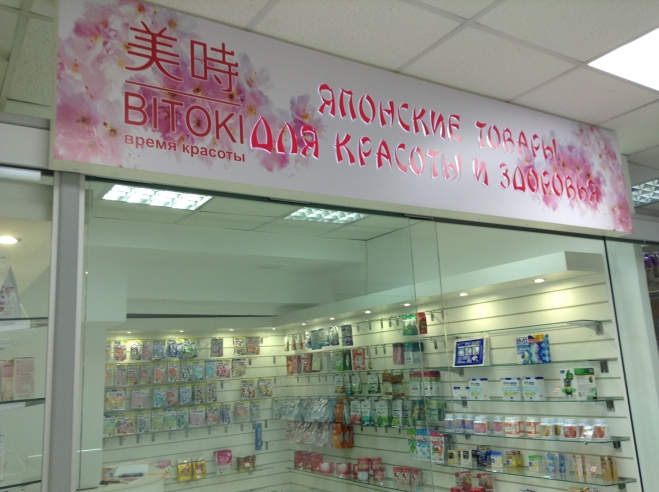 美時
BITOKI
время красоты
ЯПОНСКИЕ ТОВАРЫ
ДЛЯ КРАСОТЫ И ЗДОРОВЬЯ